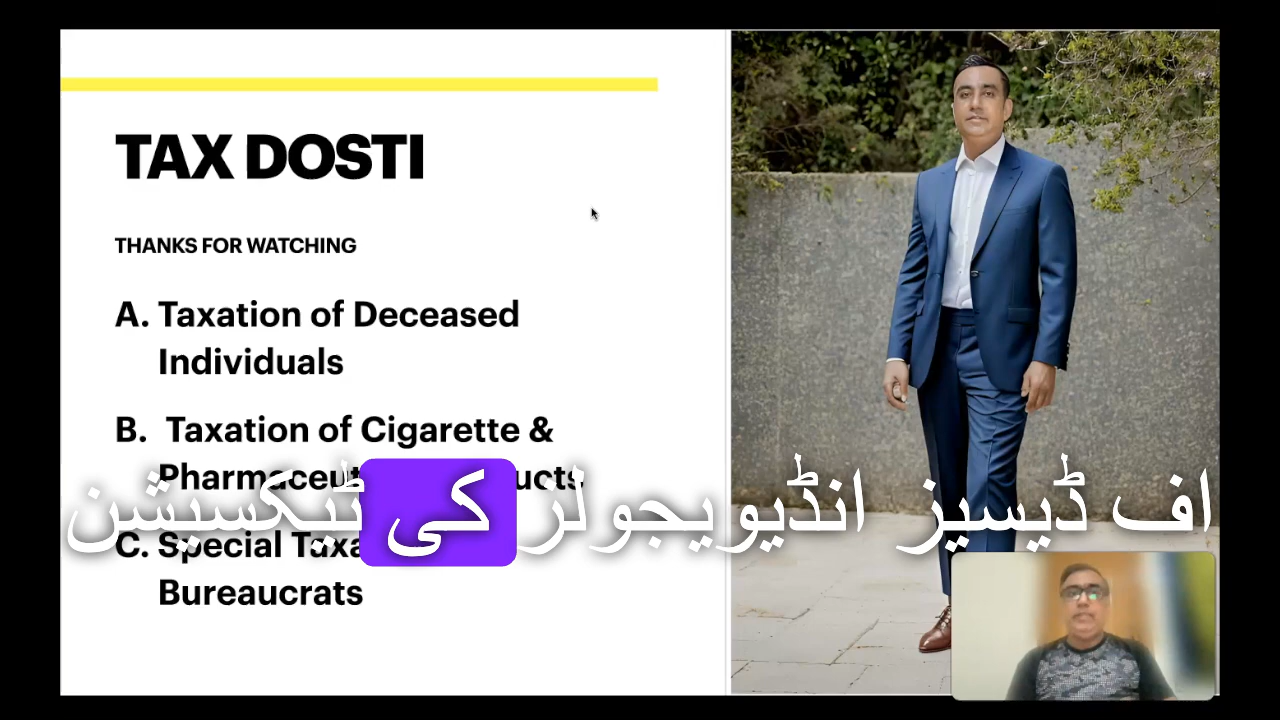 TAX DOSTI
THANKS FOR WATCHING
A. Taxation of Deceased
Individuals
B. Taxation of Cigarette &
اف ڈیسیز انڈیویجولز کی ٹیکسیشن
C. Special
Bureaucrats